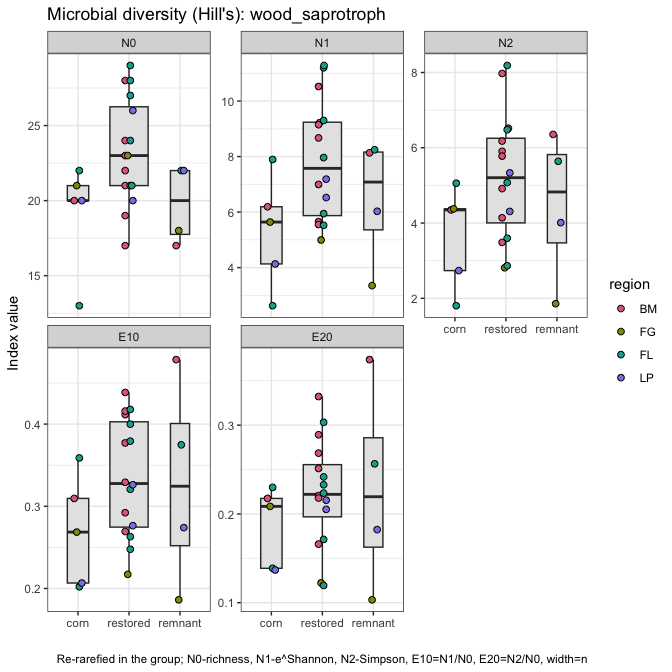 Microbial diversity (Hill's): wood_saprotroph
N0
N1
N2
25
20
15
10
8
6
4
8
6
4
2
corn restored remnant
Index value
region
BM
FG
FL
LP
E10
E20
0.4
0.3
0.2
0.3
0.2
0.1
corn restored remnant
corn restored remnant
Re-rarefied in the group; N0-richness, N1-e^Shannon, N2-Simpson, E10=N1/N0, E20=N2/N0, width=n